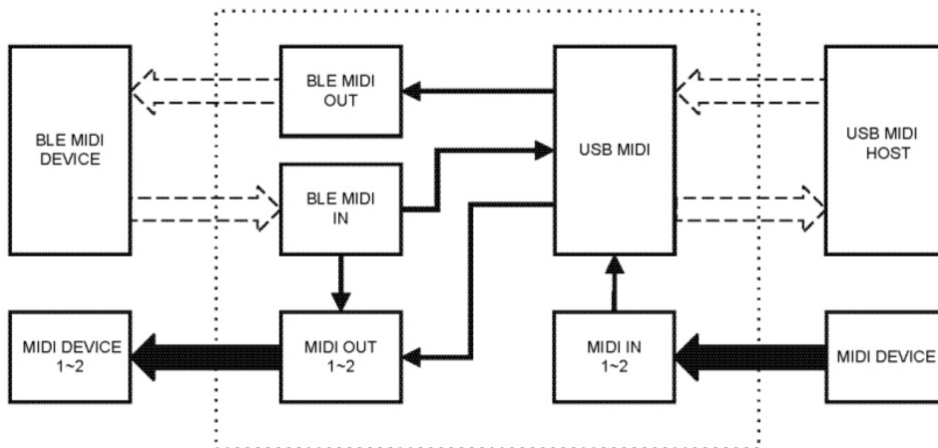 BLE MIDI
DEVICE
BLE MIDI
OUT
BLE MIDI
IN
USB MIDI
USB MIDI
HOST
MIDI DEVICE
1~2
MIDI OUT
1~2
MIDI IN
1~2
MIDI DEVICE